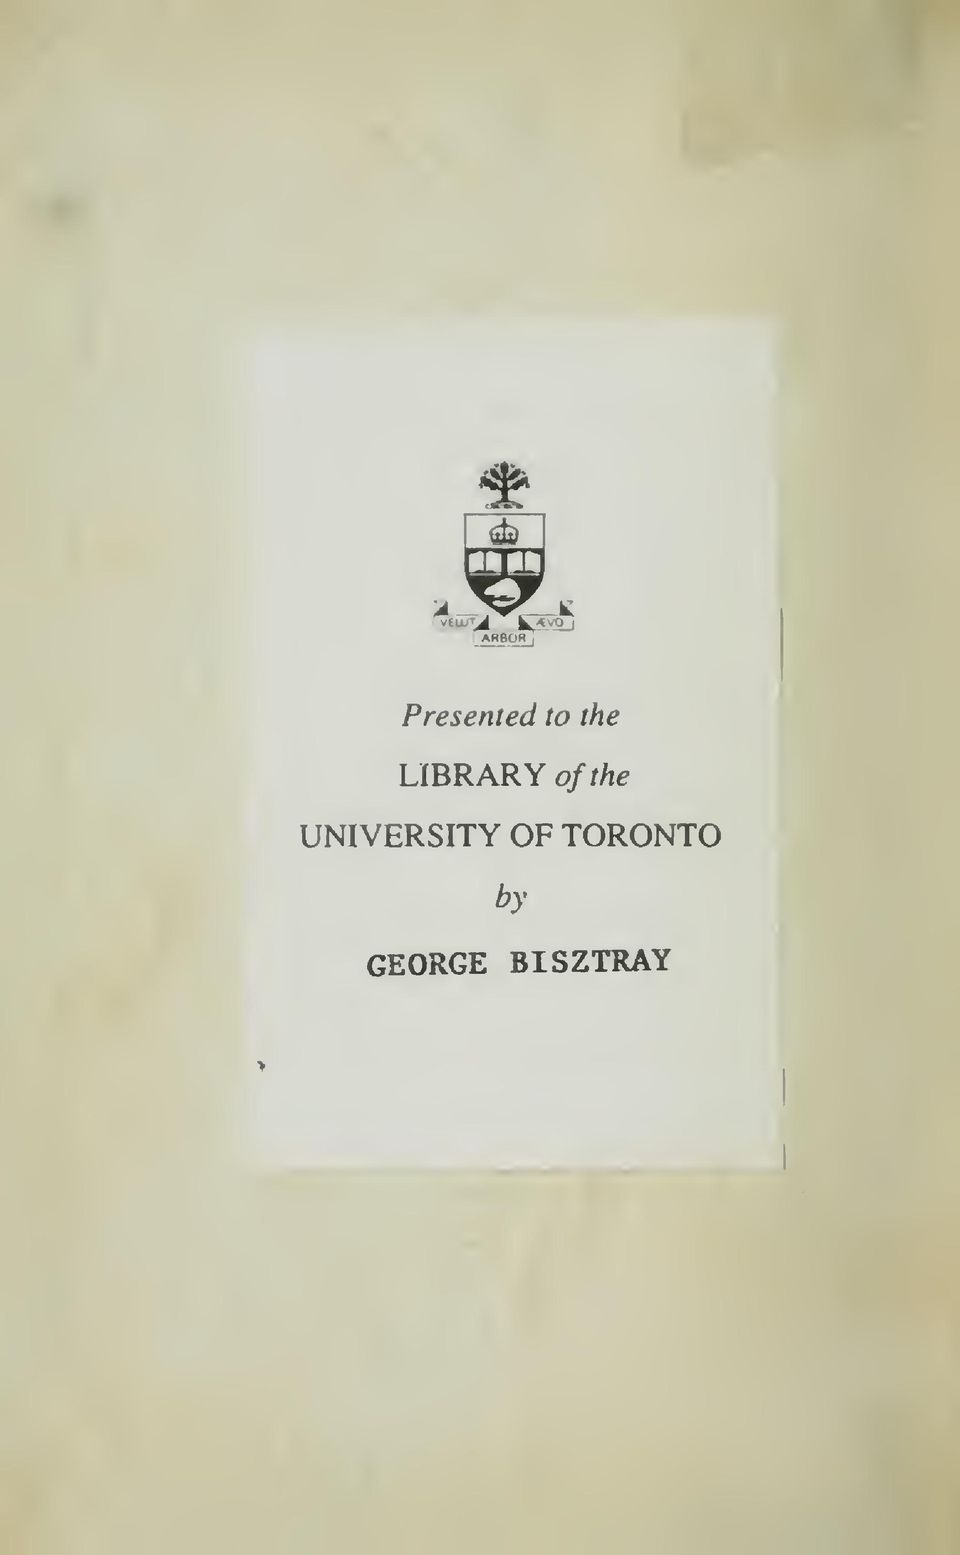 VELUT ÆVO
ARBOR
Presented to the
LIBRARY of the
UNIVERSITY OF TORONTO
by
GEORGE BISZTRAY